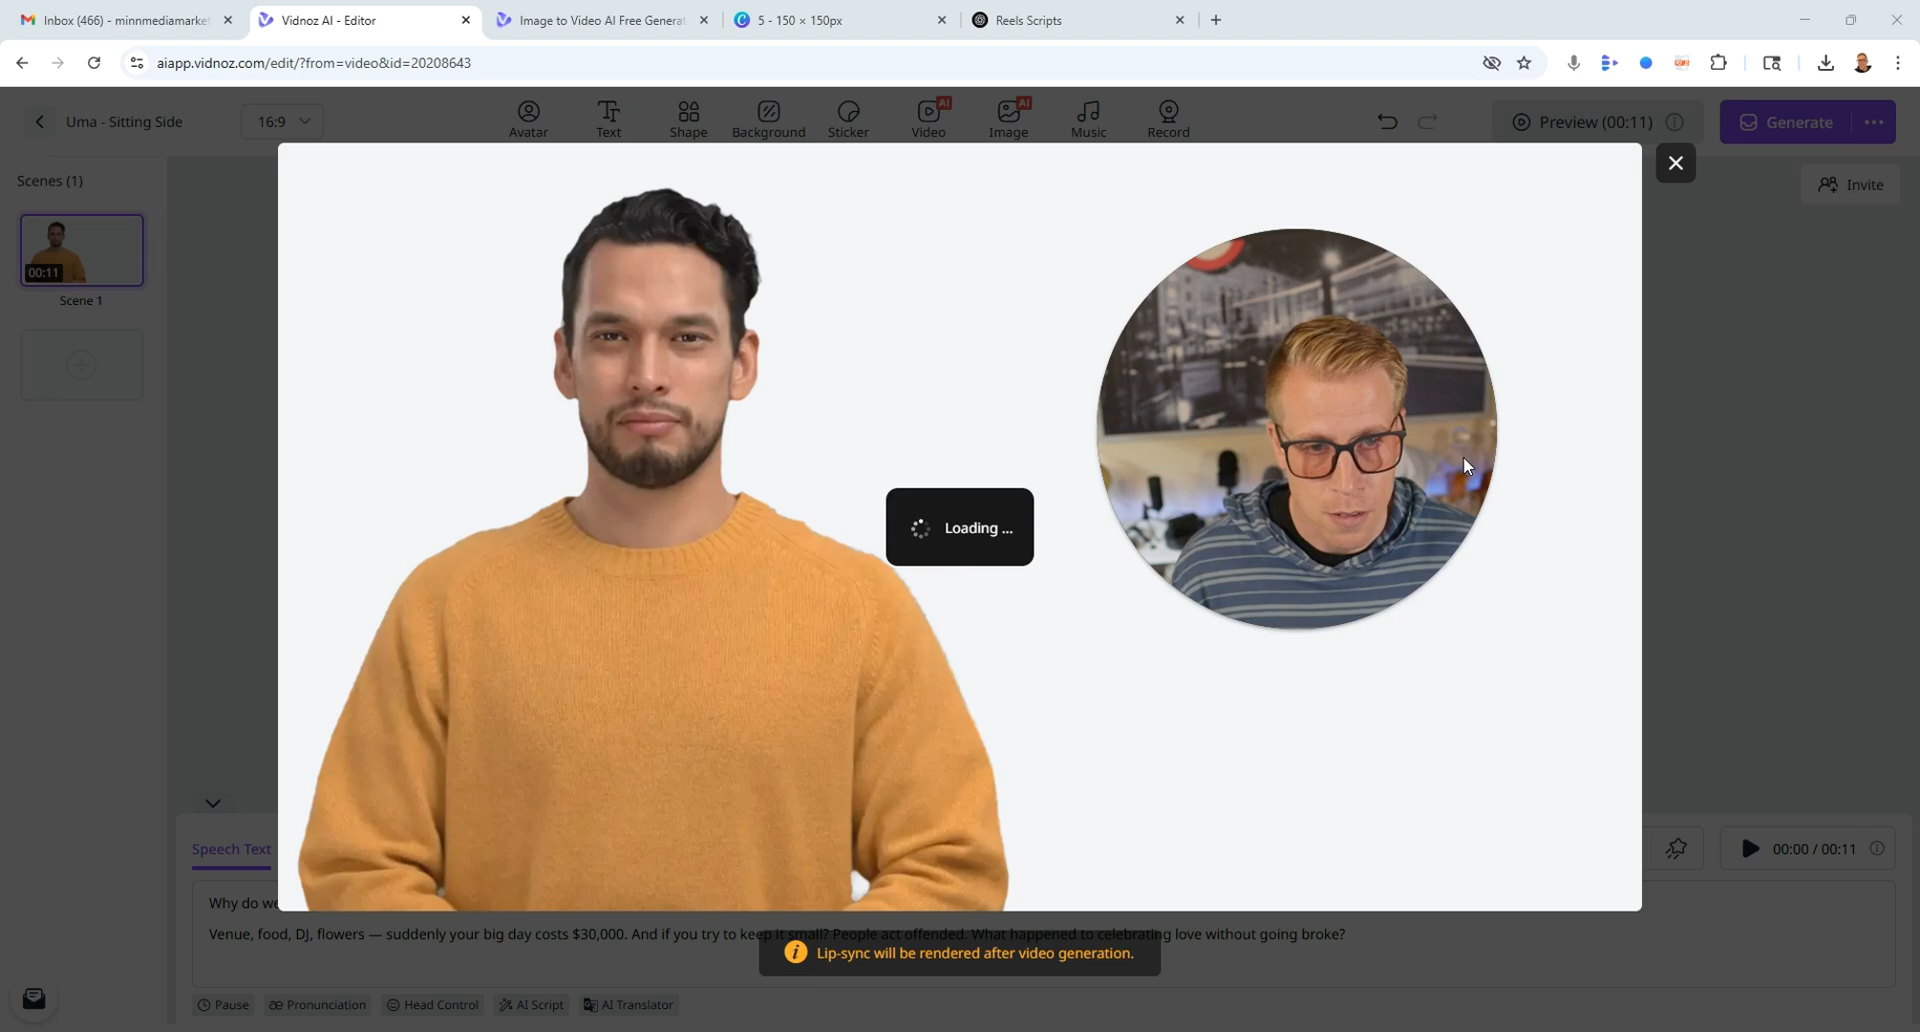 Inbox (466) - minnmediamarke
Vidnoz AI - Editor
Image to Video AI Free Generat
5 - 150 × 150px
Reels Scripts
aiapp.vidnoz.com/edit/?from=video&id=20208643
Uma - Sitting Side
16:9
Avatar
Text
Shape
Background
Sticker
AI
Video
AI
Image
Music
Record
Preview (00:11)
Generate
Scenes (1)
Invite
00:11
Scene 1
Loading ...
Speech Text
00:00 / 00:11
Why do we
Venue, food, DJ, flowers — suddenly your big day costs $30,000. And if you try to keep it small? People act offended. What happened to celebrating love without going broke?
Lip-sync will be rendered after video generation.
Pause
Pronunciation
Head Control
AI Script
AI Translator